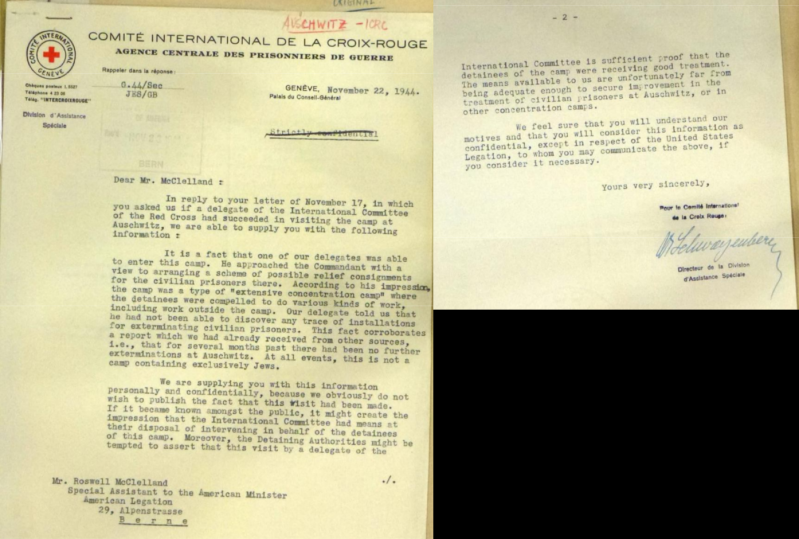 ORIGINAL
AUSCHWITZ - ICRC
COMITÉ INTERNATIONAL GENÈVE
COMITÉ INTERNATIONAL DE LA CROIX-ROUGE
AGENCE CENTRALE DES PRISONNIERS DE GUERRE
Rappeler dans la réponse:
G.44/Sec
JES/GB
Téléphone
Téleg. "INTERCROIXROUGE"
Division d'Assistance
Spéciale
GENÈVE, November 22, 1944.
Palais du Conseil-Général
Strictly confidential
BERN
Dear Mr. McClelland :
In reply to your letter of November 17, in which
you asked us if a delegate of the International Committee
of the Red Cross had succeeded in visiting the camp at
Auschwitz, we are able to supply you with the following
information :
It is a fact that one of our delegates was able
to enter this camp. He approached the Commandant with a
view to arranging a scheme of possible relief consignments
for the civilian prisoners there. According to his impression,
the camp was a type of "extensive concentration camp" where
the detainees were compelled to do various kinds of work,
including work outside the camp. Our delegate told us that
he had not been able to discover any trace of installations
for exterminating civilian prisoners. This fact corroborates
a report which we had already received from other sources,
i.e., that for several months past there had been no further
exterminations at Auschwitz. At all events, this is not a
camp containing exclusively Jews.
We are supplying you with this information
personally and confidentially, because we obviously do not
wish to publish the fact that this visit had been made.
If it became known amongst the public, it might create the
impression that the International Committee had means at
their disposal of intervening in behalf of the detainees
of this camp. Moreover, the Detaining Authorities might be
tempted to assert that this visit by a delegate of the
./.
Mr. Roswell McClelland
Special Assistant to the American Minister
American Legation
29, Alpenstrasse
B e r n e
- 2 -
International Committee is sufficient proof that the
detainees of the camp were receiving good treatment.
The means available to us are unfortunately far from
being adequate enough to secure improvement in the
treatment of civilian prisoners at Auschwitz, or in
other concentration camps.
We feel sure that you will understand our
motives and that you will consider this information as
confidential, except in respect of the United States
Legation, to whom you may communicate the above, if
you consider it necessary.
Yours very sincerely,
Pour le Comité International
de la Croix Rouge:
Schwarzenberg
Directeur de la Division
d'Assistance Spéciale